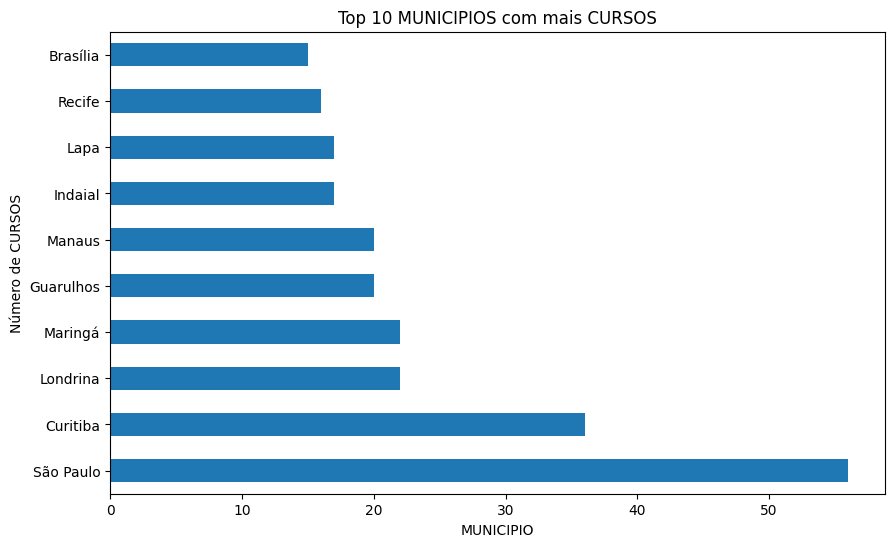 Top 10 MUNICIPIOS com mais CURSOS
Número de CURSOS
Brasília
Recife
Lapa
Indaial
Manaus
Guarulhos
Maringá
Londrina
Curitiba
São Paulo
0 10 20 30 40 50
MUNICIPIO